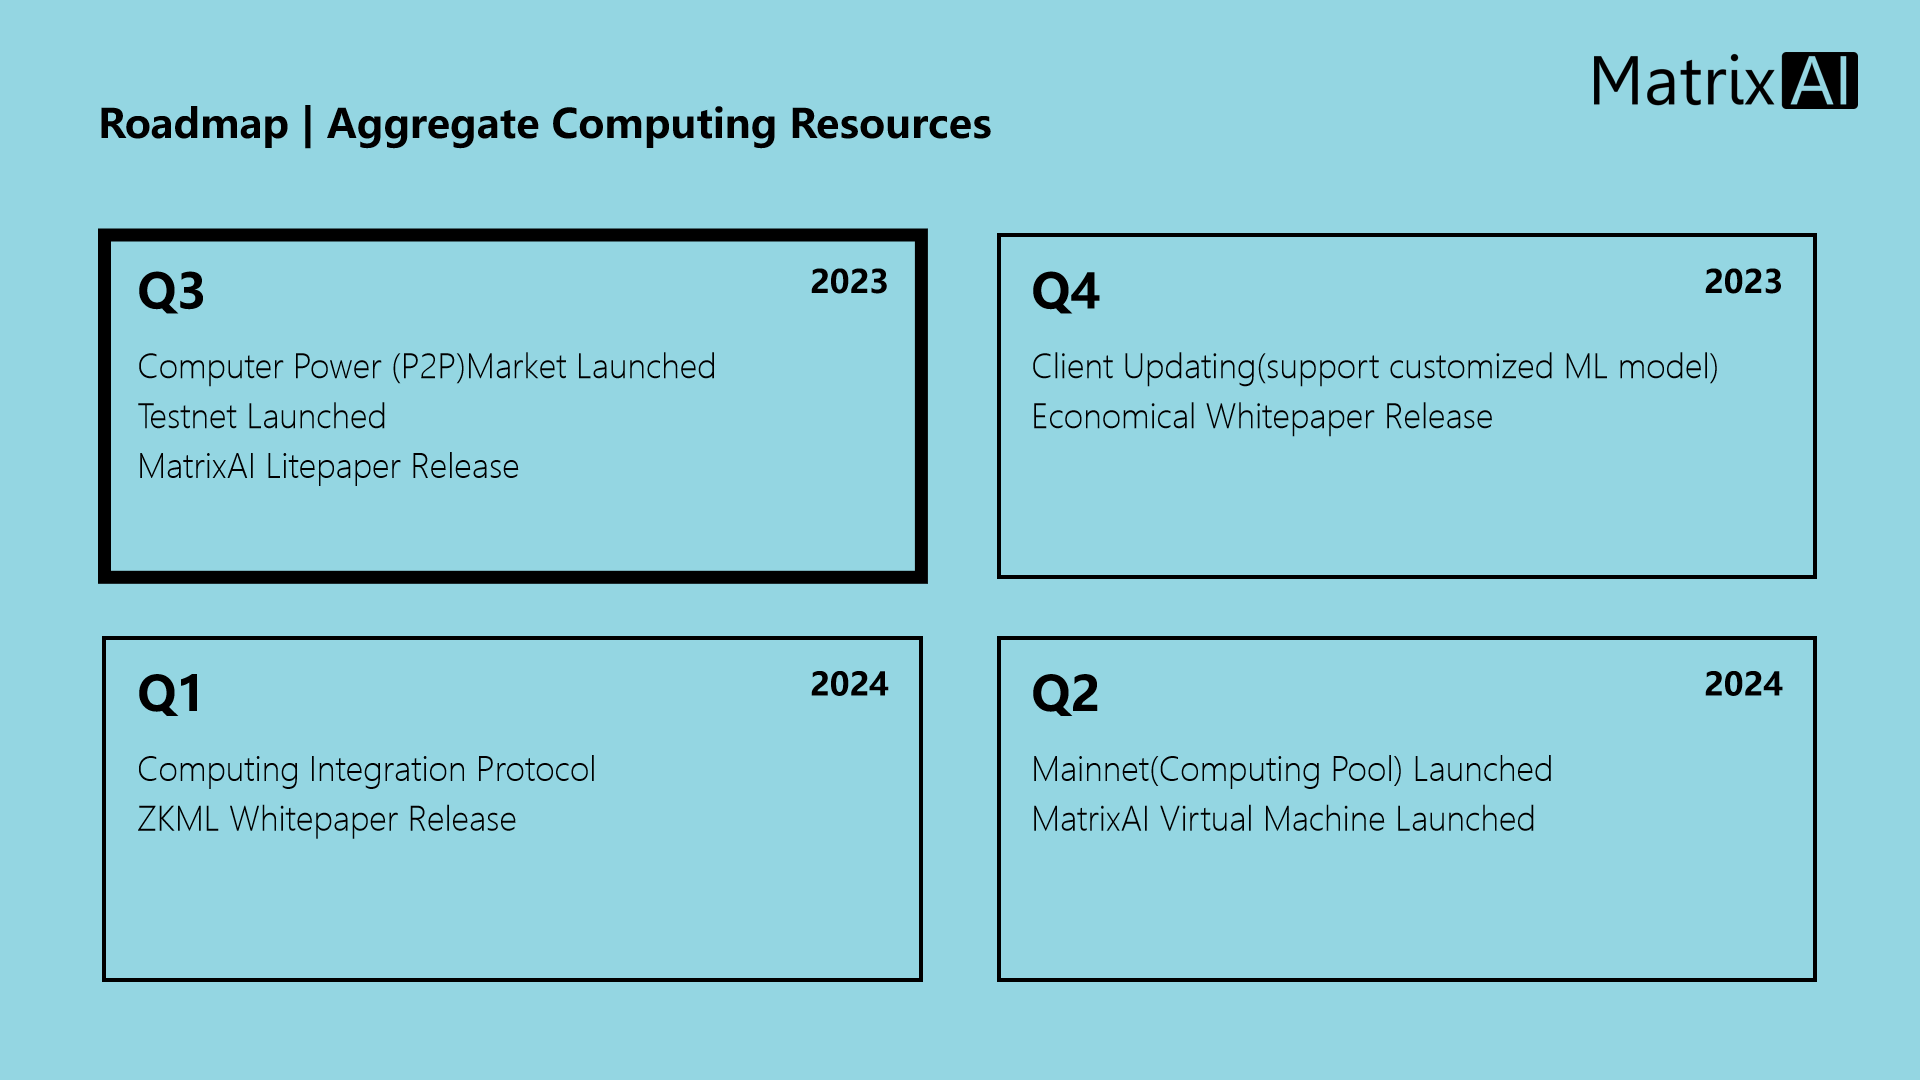 MatrixAI
Roadmap | Aggregate Computing Resources
Q3
2023
Computer Power (P2P)Market Launched
Testnet Launched
MatrixAI Litepaper Release
Q4
2023
Client Updating(support customized ML model)
Economical Whitepaper Release
Q1
2024
Computing Integration Protocol
ZKML Whitepaper Release
Q2
2024
Mainnet(Computing Pool) Launched
MatrixAI Virtual Machine Launched